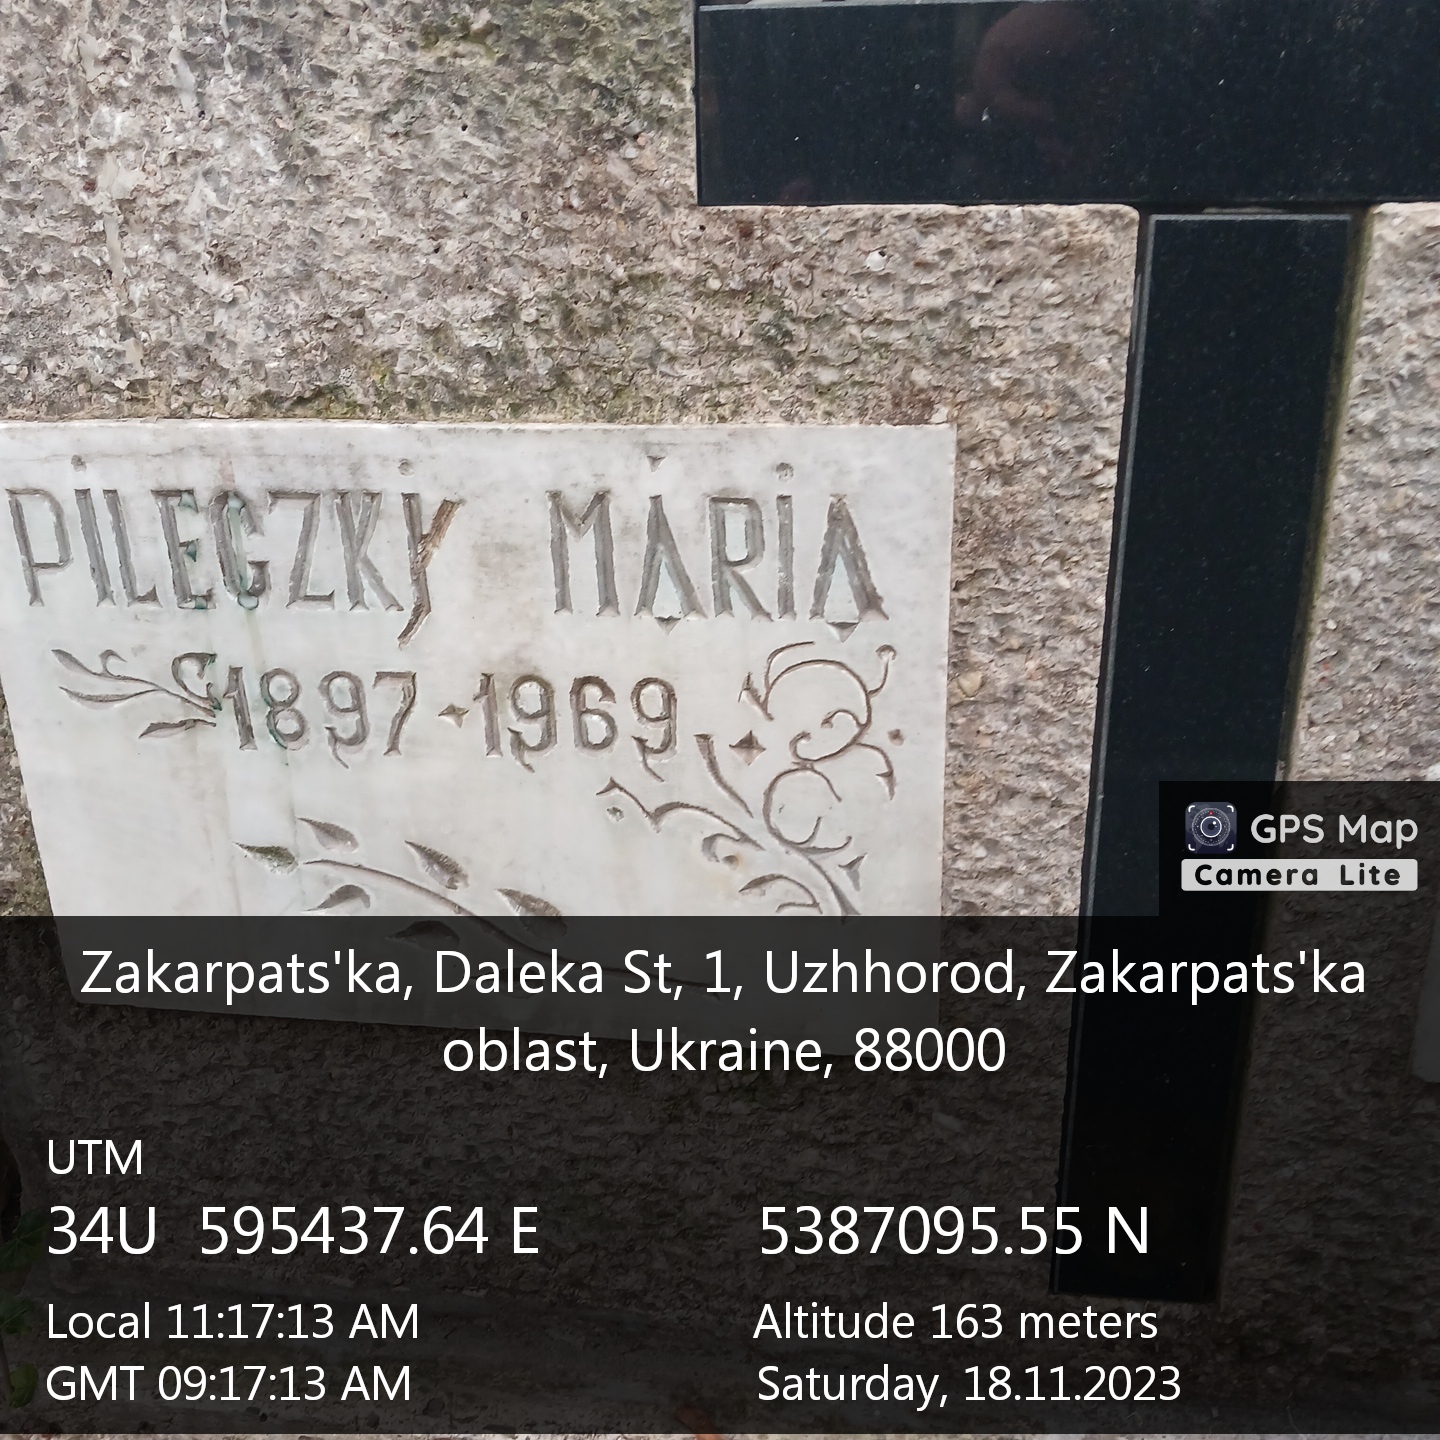 PILECZKY MÁRIA
1897-1969
GPS Map
Camera Lite
Zakarpats'ka, Daleka St, 1, Uzhhorod, Zakarpats'ka
oblast, Ukraine, 88000
UTM
34U 595437.64 E 5387095.55 N
Local 11:17:13 AM Altitude 163 meters
GMT 09:17:13 AM Saturday, 18.11.2023